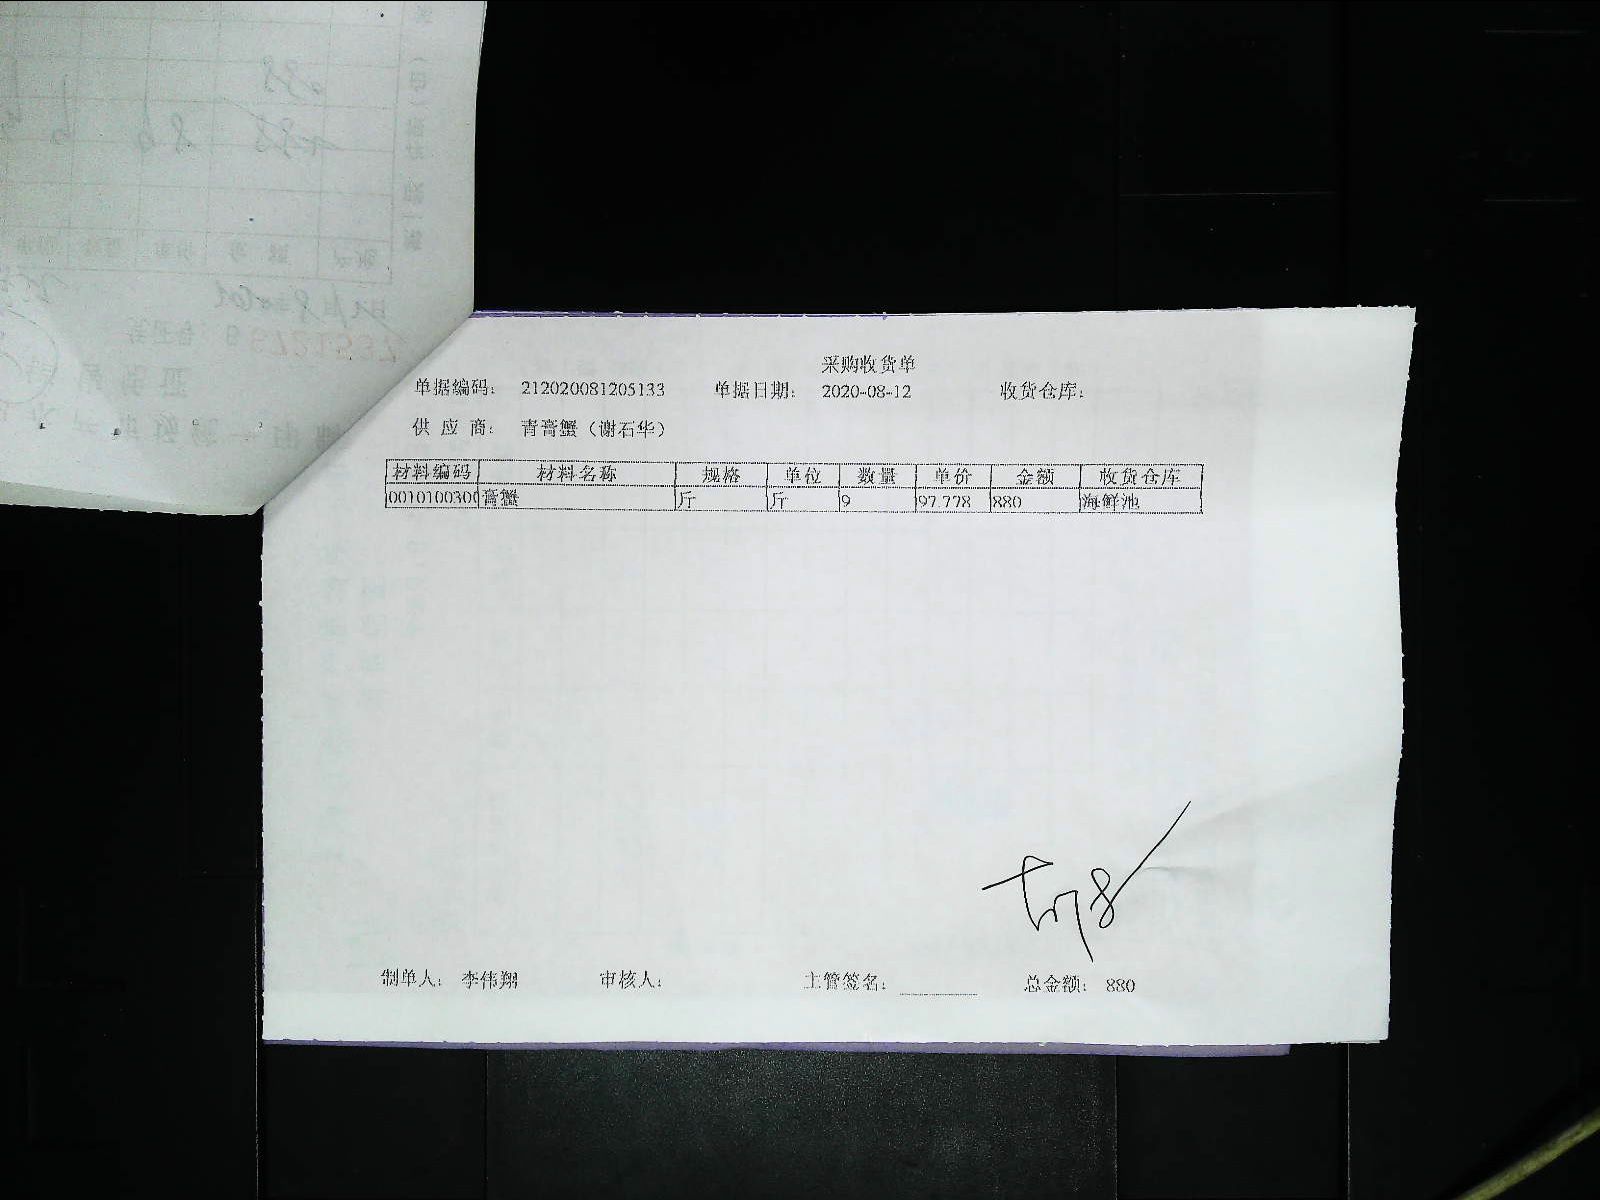 采购收货单
单据编码： 212020081205133 单据日期： 2020-08-12 收货仓库：
供 应 商： 青膏蟹（谢石华）
材料编码 材料名称 规格 单位 数量 单价 金额 收货仓库
0010100300 膏蟹 斤 斤 9 97.778 880 海鲜池
制单人： 李伟翔 审核人： 主管签名： 总金额： 880